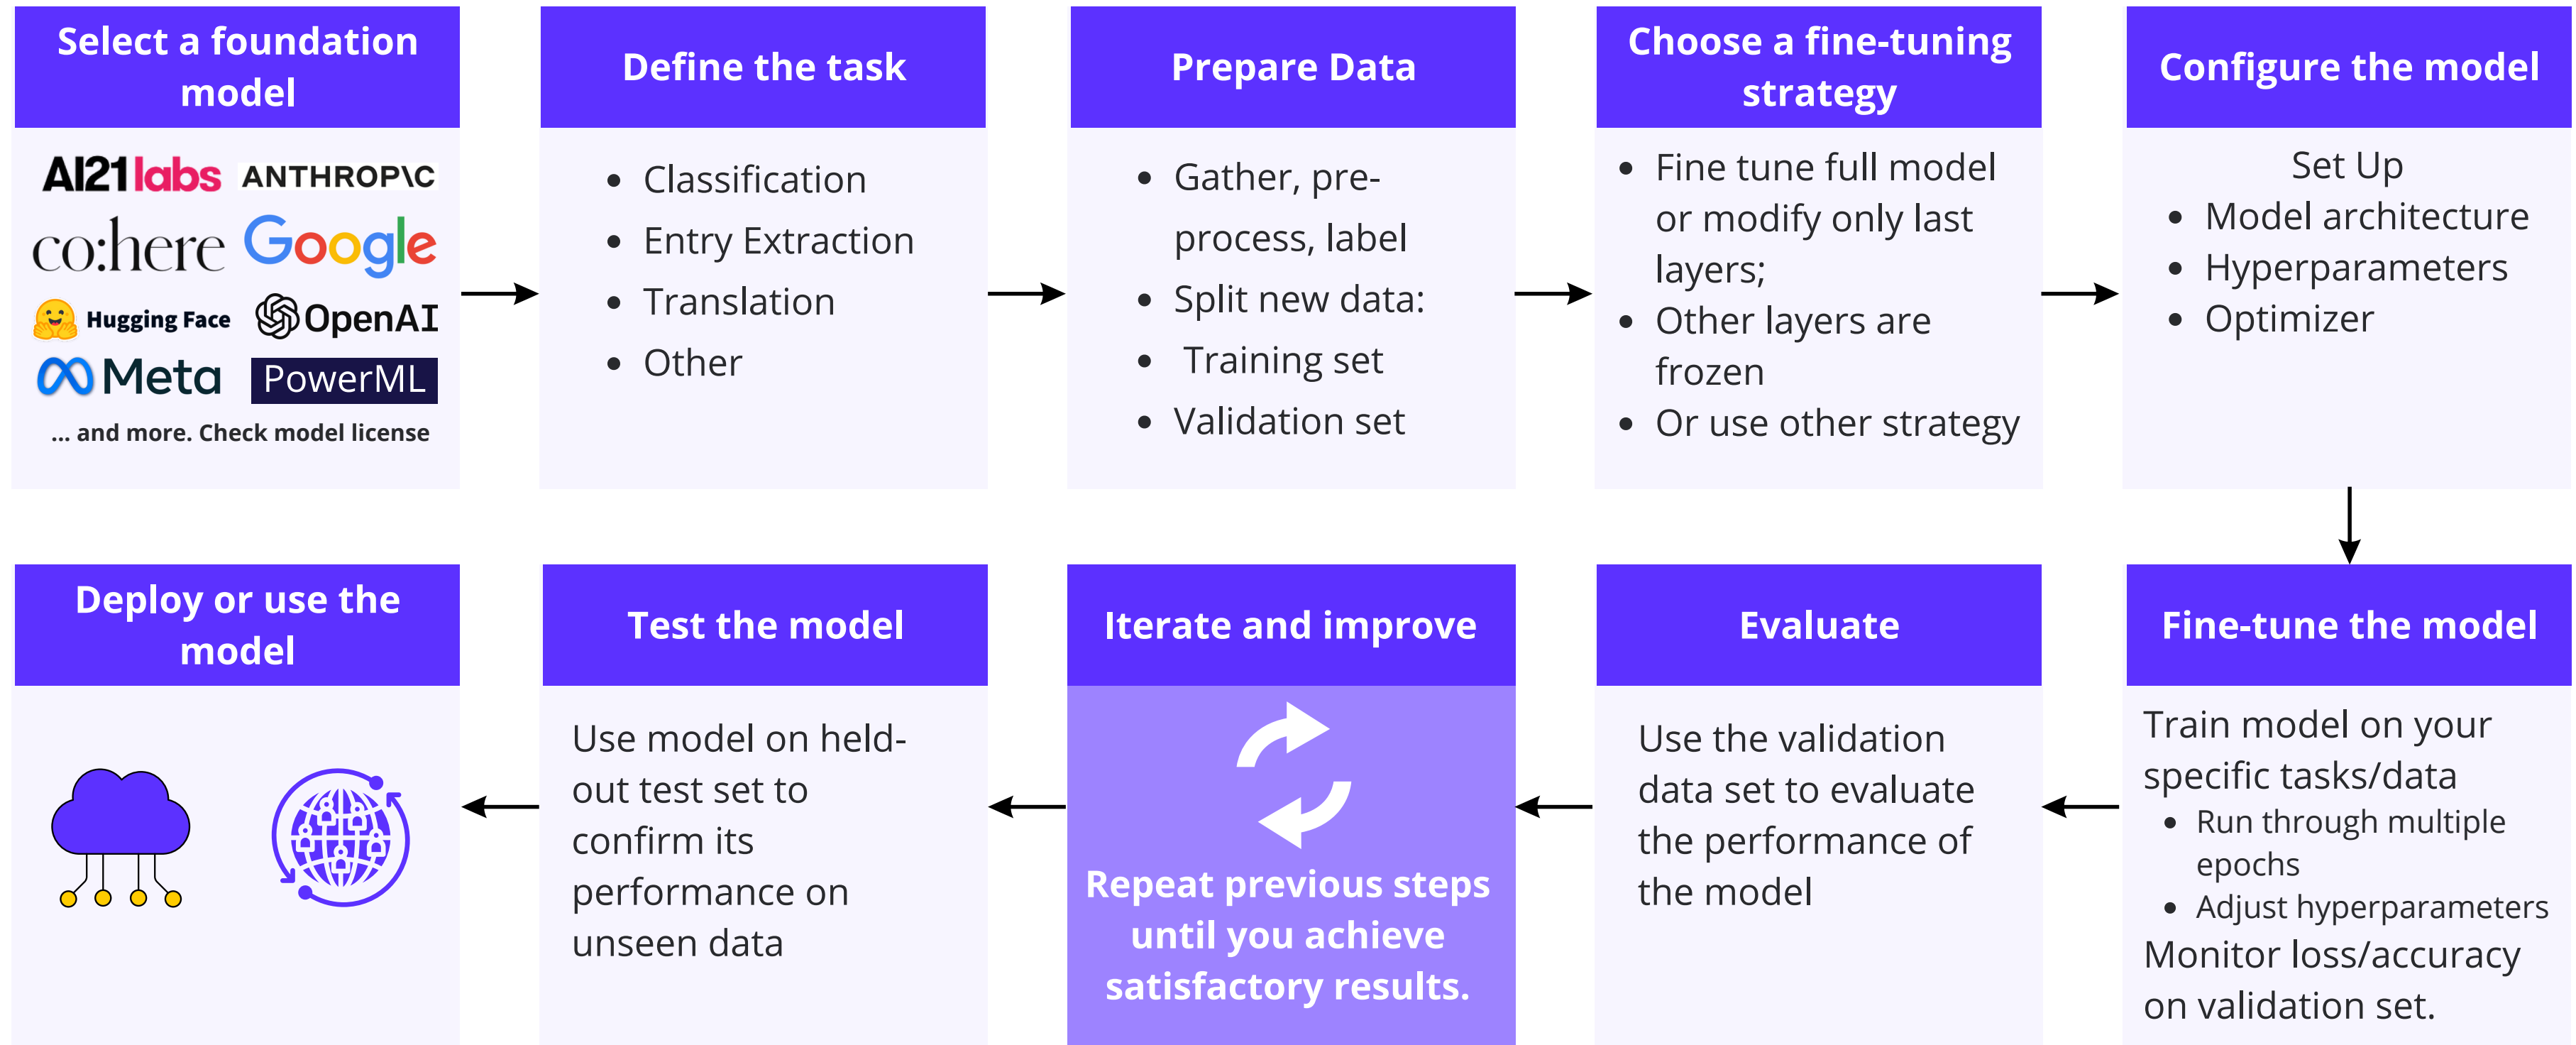 Select a foundation
model
AI21 labs ANTHROP\C
co:here Google
Hugging Face OpenAI
Meta PowerML
... and more. Check model license
Define the task
• Classification
• Entry Extraction
• Translation
• Other
Prepare Data
• Gather, pre-
process, label
• Split new data:
• Training set
• Validation set
Choose a fine-tuning
strategy
• Fine tune full model
or modify only last
layers;
• Other layers are
frozen
• Or use other strategy
Configure the model
Set Up
• Model architecture
• Hyperparameters
• Optimizer
Fine-tune the model
Train model on your
specific tasks/data
• Run through multiple
epochs
• Adjust hyperparameters
Monitor loss/accuracy
on validation set.
Evaluate
Use the validation
data set to evaluate
the performance of
the model
Iterate and improve
Repeat previous steps
until you achieve
satisfactory results.
Test the model
Use model on held-
out test set to
confirm its
performance on
unseen data
Deploy or use the
model